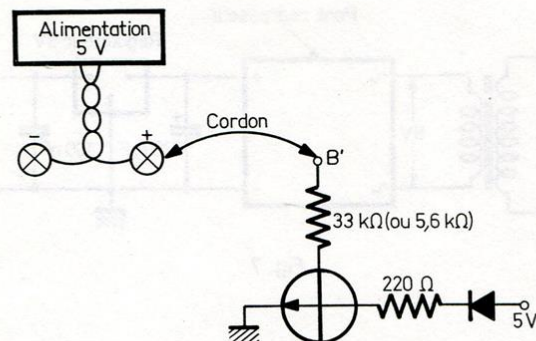 Alimentation
5 V
-
+
Cordon
B'
33 kΩ (ou 5,6 kΩ)
220 Ω
5V